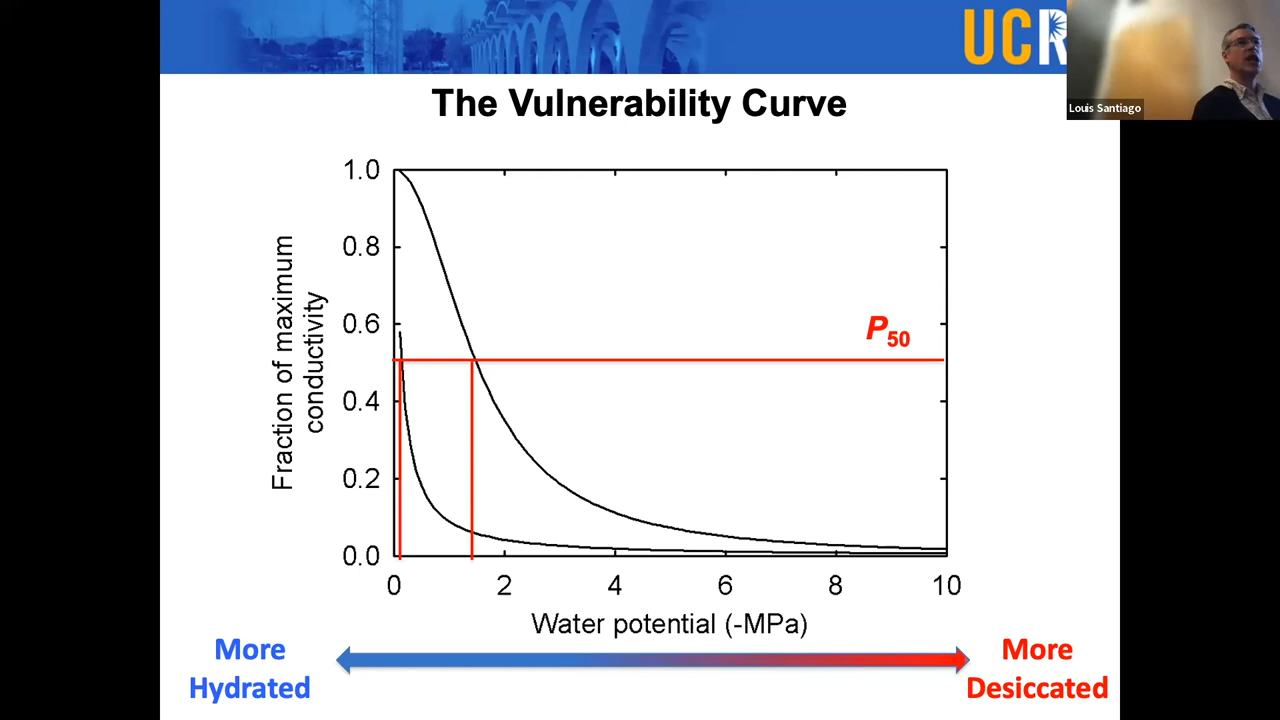 UCR
Louis Santiago
The Vulnerability Curve
1.0
0.8
0.6
0.4
0.2
0.0
Fraction of maximum
conductivity
P50
0 2 4 6 8 10
Water potential (-MPa)
More
Hydrated
More
Desiccated